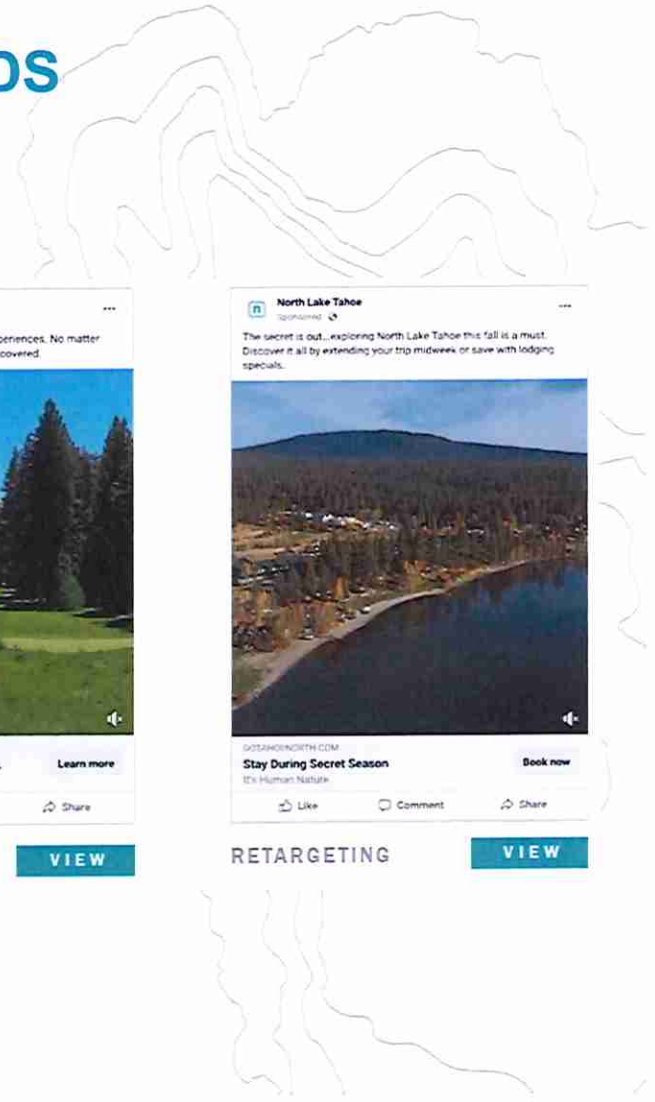 DS
...
periences. No matter
covered.
Learn more
Share
VIEW
North Lake Tahoe
Sponsored
...
The secret is out...exploring North Lake Tahoe this fall is a must.
Discover it all by extending your trip midweek or save with lodging
specials.
GOTAHOENORTH.COM
Stay During Secret Season
It's Human Nature
Book now
Like
Comment
Share
RETARGETING
VIEW